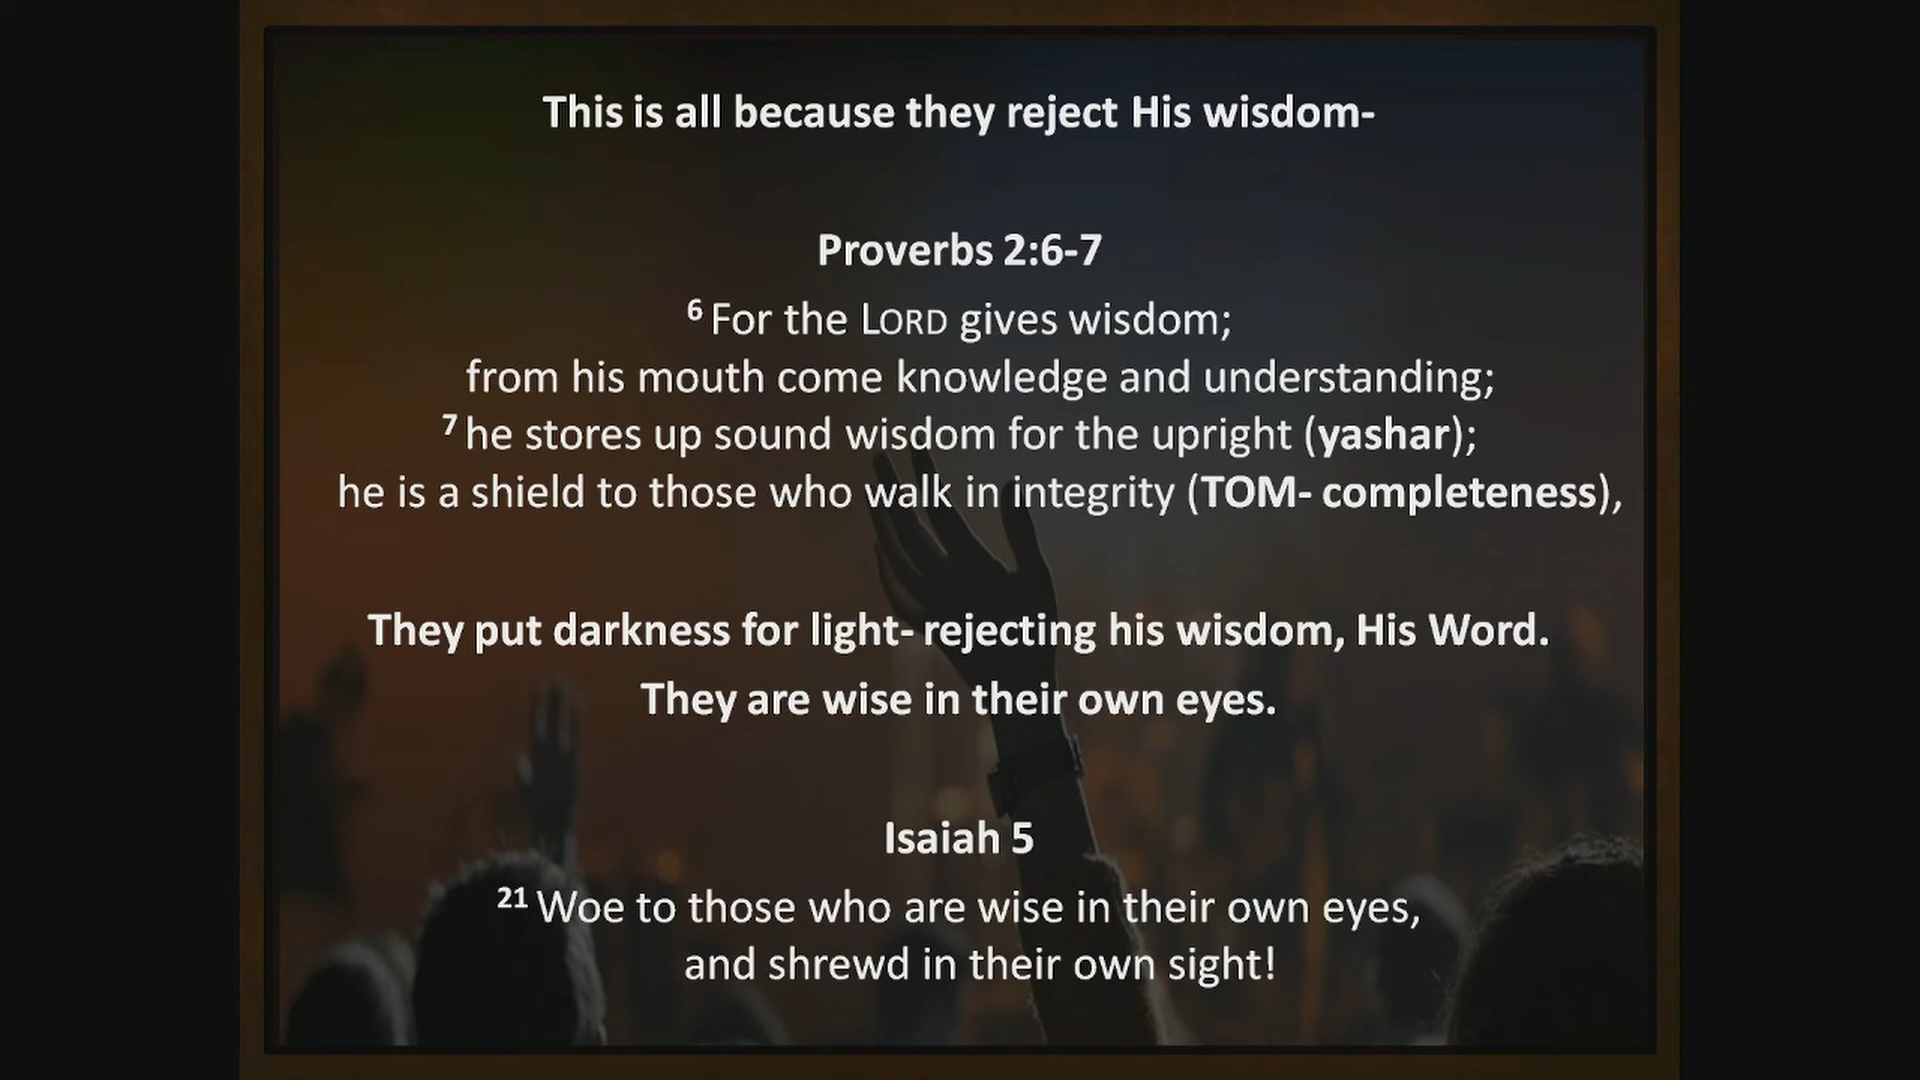 This is all because they reject His wisdom-
Proverbs 2:6-7
6 For the LORD gives wisdom;
from his mouth come knowledge and understanding;
7 he stores up sound wisdom for the upright (yashar);
he is a shield to those who walk in integrity (TOM- completeness),
They put darkness for light- rejecting his wisdom, His Word.
They are wise in their own eyes.
Isaiah 5
21 Woe to those who are wise in their own eyes,
and shrewd in their own sight!